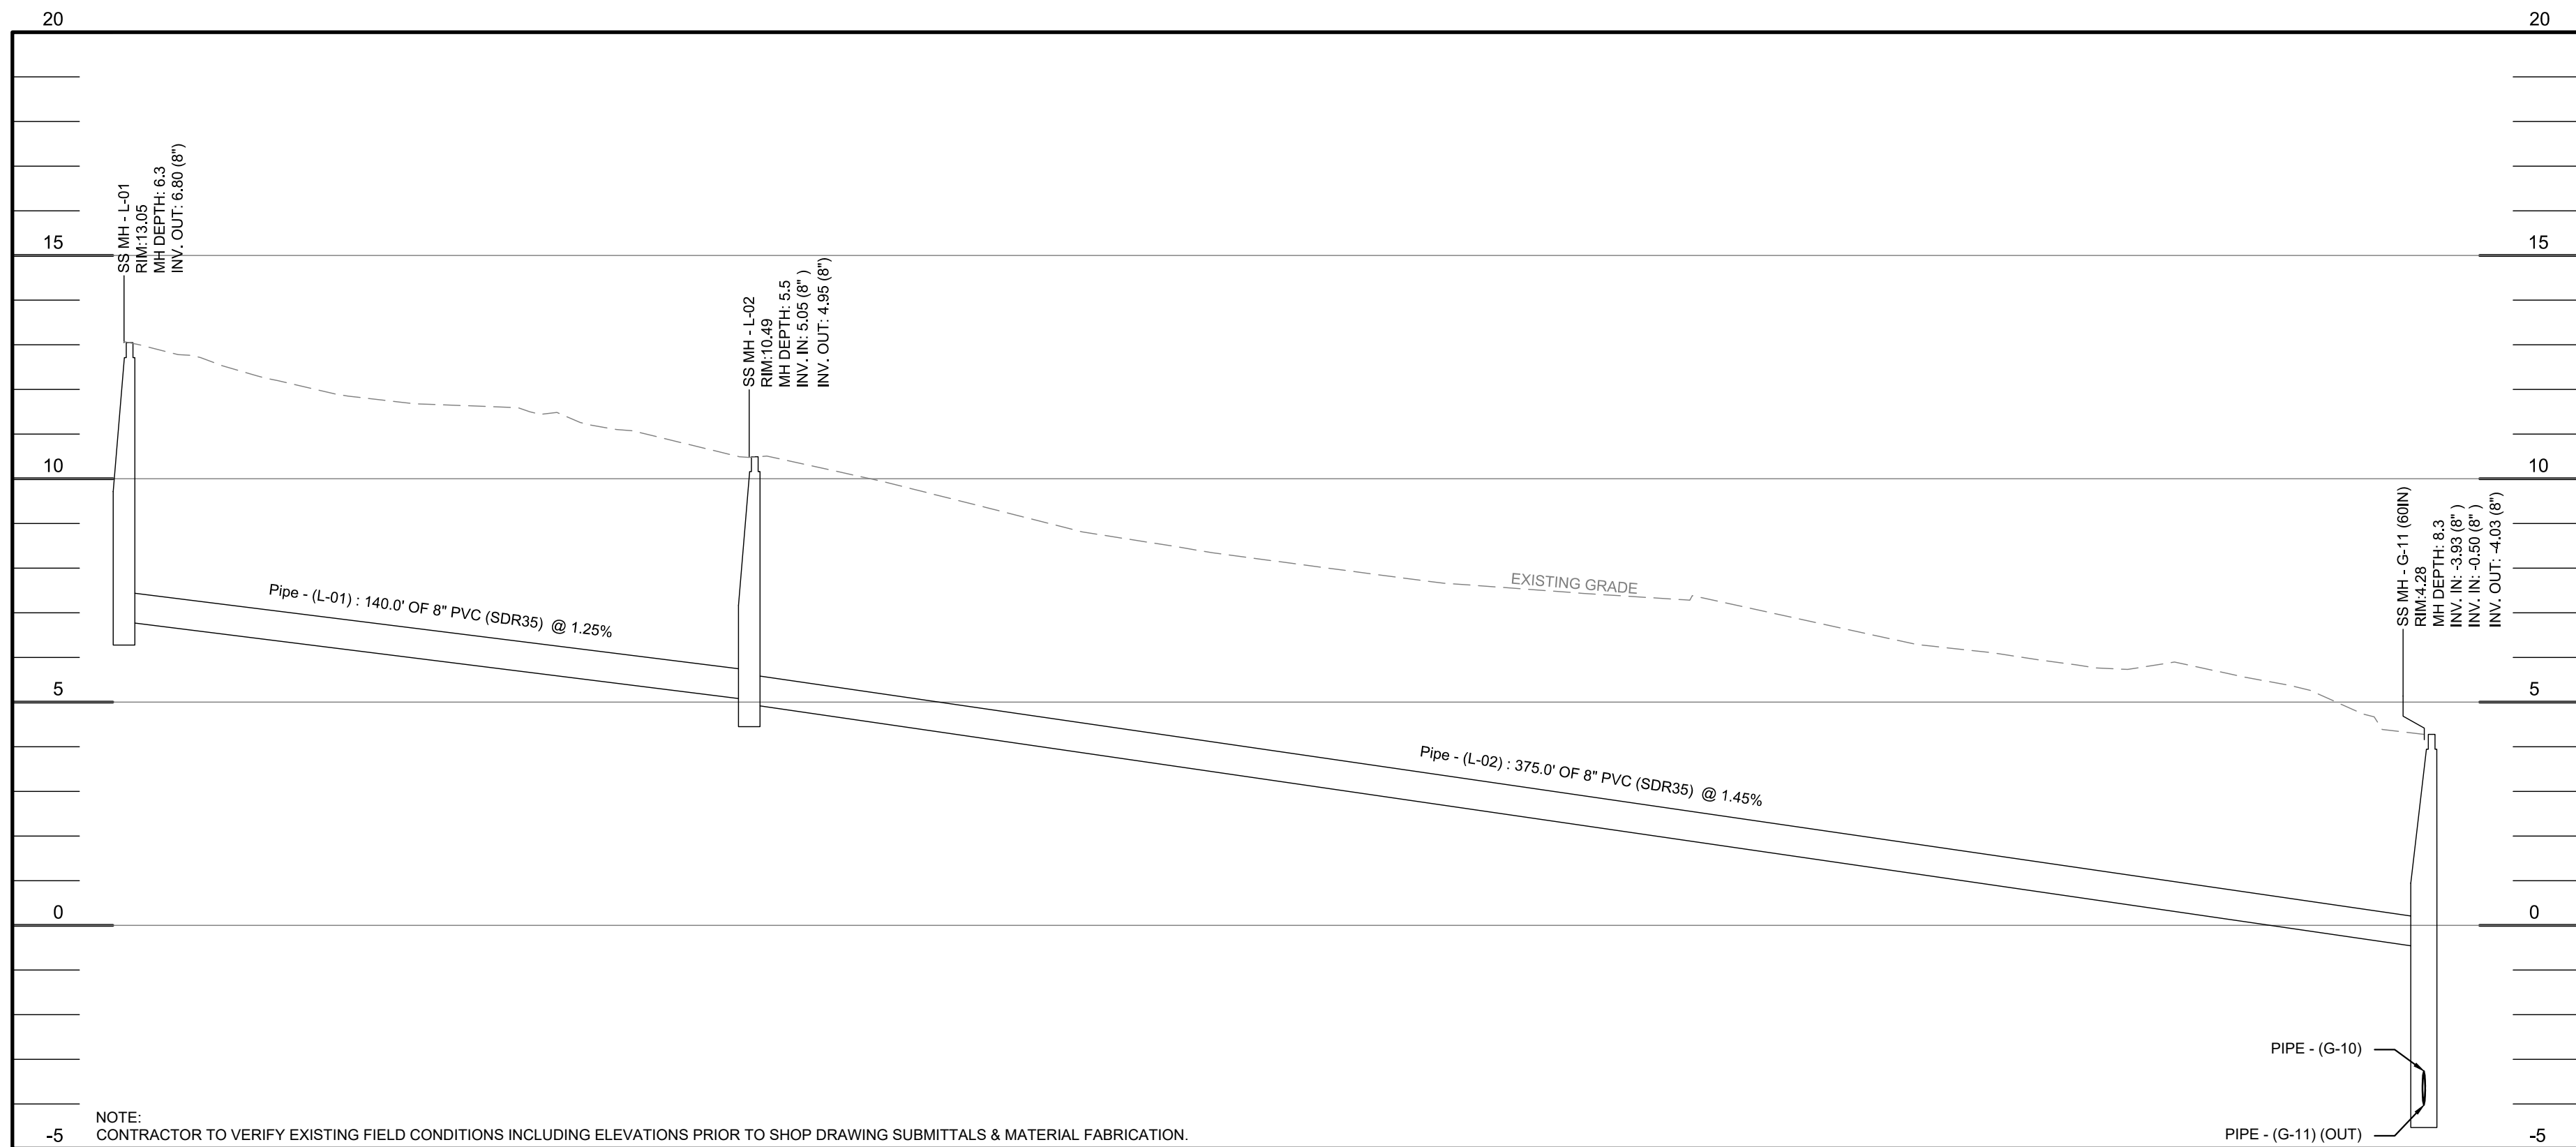 20
20
SS MH - L-01
RIM:13.05
MH DEPTH: 6.3
INV. OUT: 6.80 (8")
15
15
SS MH - L-02
RIM:10.49
MH DEPTH: 5.5
INV. IN: 5.05 (8" )
INV. OUT: 4.95 (8")
10
10
SS MH - G-11 (60IN)
RIM:4.28
MH DEPTH: 8.3
INV. IN: -3.93 (8" )
INV. IN: -0.50 (8" )
INV. OUT: -4.03 (8")
EXISTING GRADE
Pipe - (L-01) : 140.0' OF 8" PVC (SDR35) @ 1.25%
5
5
Pipe - (L-02) : 375.0' OF 8" PVC (SDR35) @ 1.45%
0
0
PIPE - (G-10)
NOTE:
-5
CONTRACTOR TO VERIFY EXISTING FIELD CONDITIONS INCLUDING ELEVATIONS PRIOR TO SHOP DRAWING SUBMITTALS & MATERIAL FABRICATION.
PIPE - (G-11) (OUT)
-5